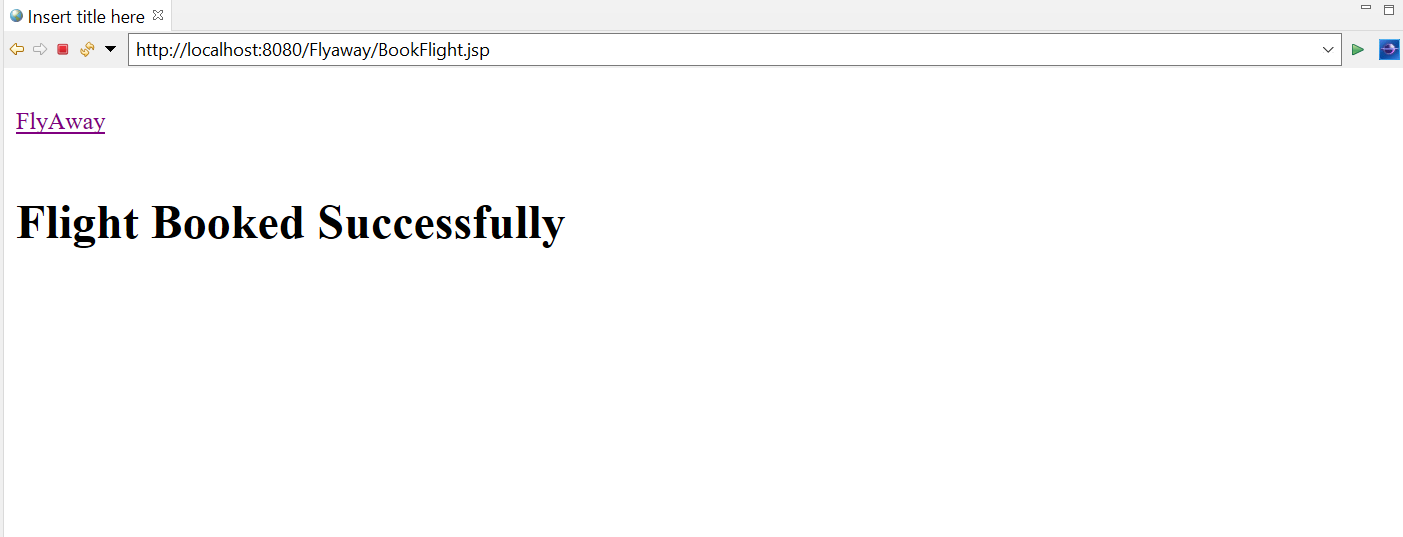 Insert title here
http://localhost:8080/Flyaway/BookFlight.jsp
FlyAway
Flight Booked Successfully